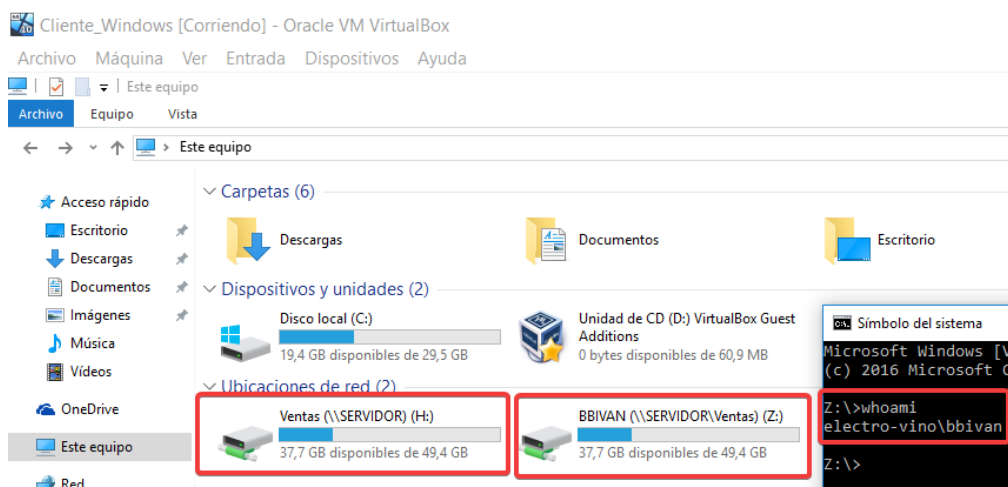 Cliente_Windows [Corriendo] - Oracle VM VirtualBox
Archivo Máquina Ver Entrada Dispositivos Ayuda
Este equipo
Archivo Equipo Vista
Este equipo
Acceso rápido
Escritorio
Descargas
Documentos
Imágenes
Música
Vídeos
OneDrive
Este equipo
Red
Carpetas (6)
Descargas
Documentos
Escritorio
Dispositivos y unidades (2)
Disco local (C:)
19,4 GB disponibles de 29,5 GB
Unidad de CD (D:) VirtualBox Guest
Additions
0 bytes disponibles de 60,9 MB
Ubicaciones de red (2)
Ventas (\\SERVIDOR) (H:)
37,7 GB disponibles de 49,4 GB
BBIVAN (\\SERVIDOR\Ventas) (Z:)
37,7 GB disponibles de 49,4 GB
Símbolo del sistema
Microsoft Windows [V
(c) 2016 Microsoft C
Z:\>whoami
electro-vino\bbivan
Z:\>